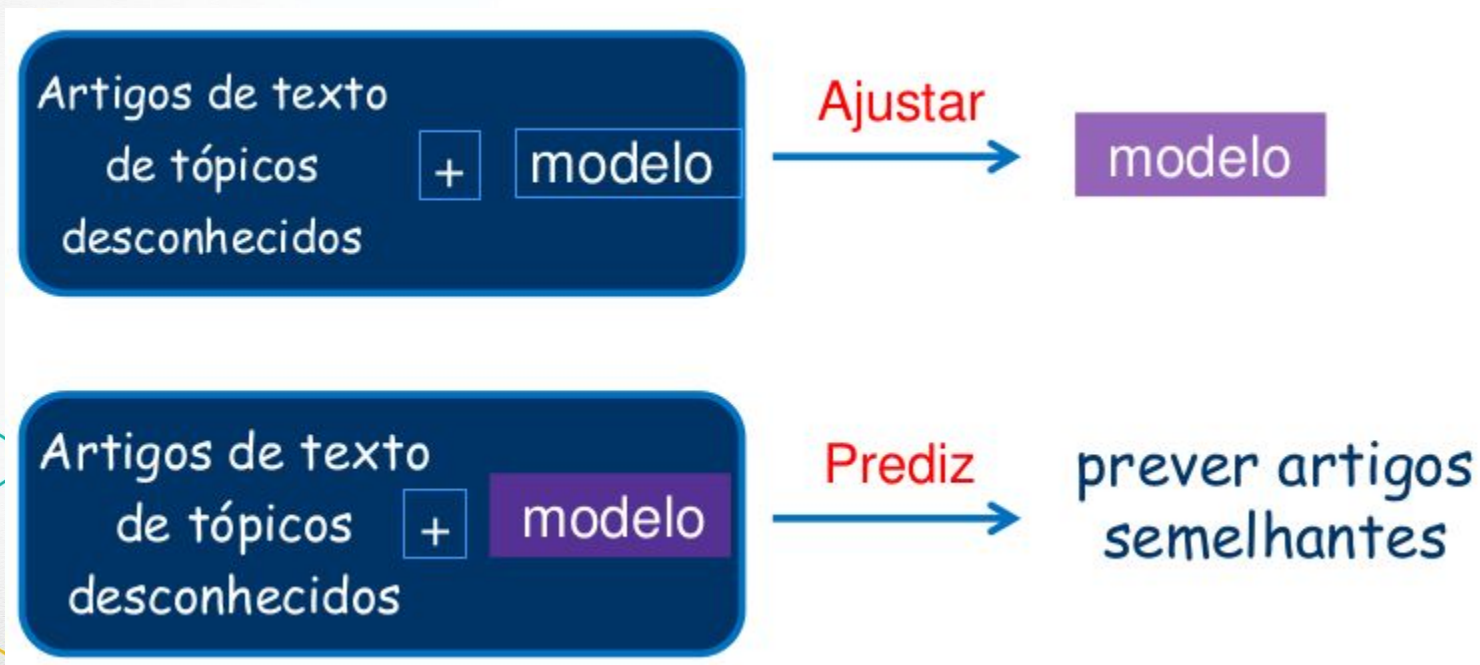 Artigos de texto
de tópicos + modelo
desconhecidos
Ajustar
modelo
Artigos de texto
de tópicos + modelo
desconhecidos
Prediz
prever artigos
semelhantes